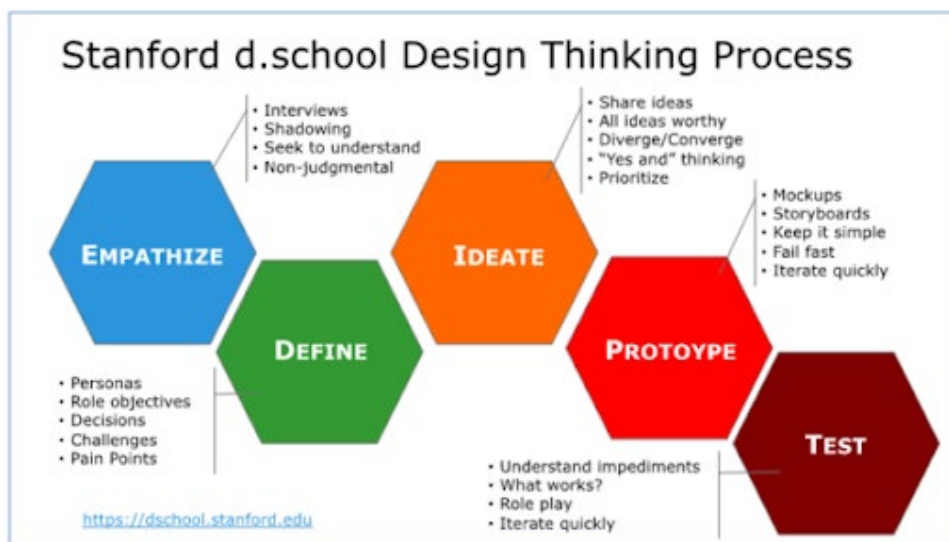 Stanford d.school Design Thinking Process
• Interviews
• Shadowing
• Seek to understand
• Non-judgmental
EMPATHIZE
• Personas
• Role objectives
• Decisions
• Challenges
• Pain Points
DEFINE
• Share ideas
• All ideas worthy
• Diverge/Converge
• "Yes and" thinking
• Prioritize
IDEATE
• Mockups
• Storyboards
• Keep it simple
• Fail fast
• Iterate quickly
PROTOYPE
• Understand impediments
• What works?
• Role play
• Iterate quickly
TEST
https://dschool.stanford.edu